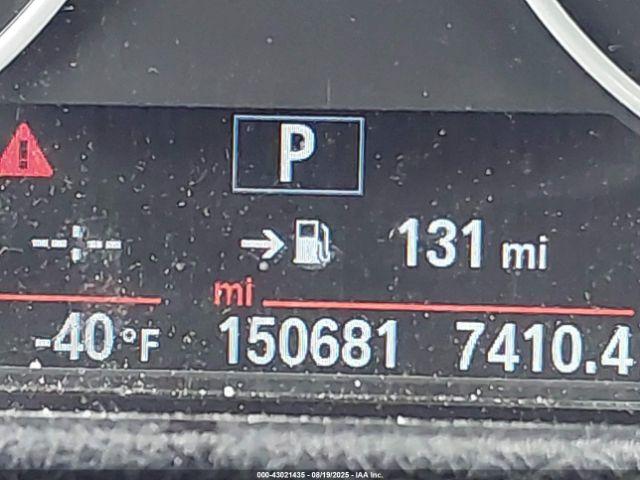 P
--:-- 131 mi
mi
-40°F 150681 7410.4
000-43021435 - 08/19/2025 - IAA Inc.